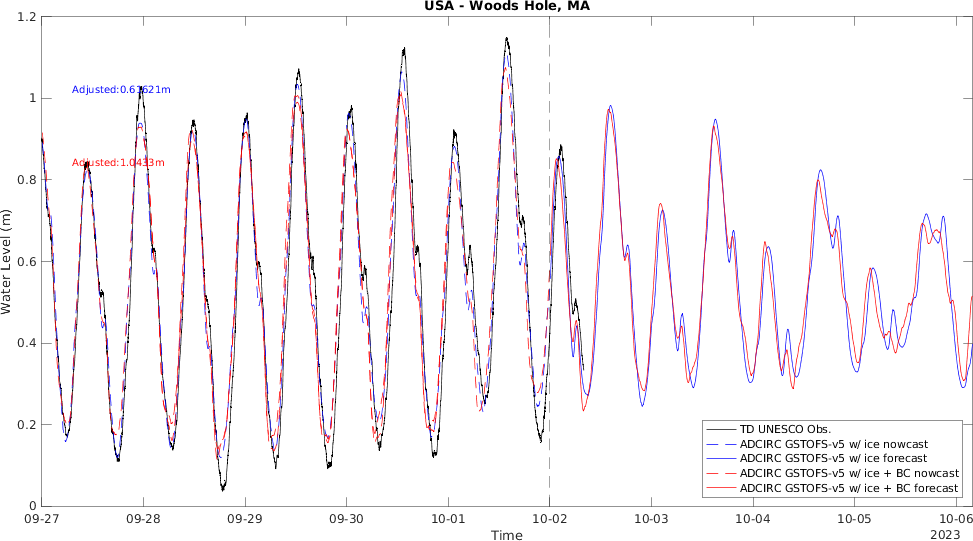 USA - Woods Hole, MA
1.2
1
0.8
0.6
0.4
0.2
0
Water Level (m)
Adjusted:0.61621m
Adjusted:1.0433m
TD UNESCO Obs.
ADCIRC GSTOFS-v5 w/ ice nowcast
ADCIRC GSTOFS-v5 w/ ice forecast
ADCIRC GSTOFS-v5 w/ ice + BC nowcast
ADCIRC GSTOFS-v5 w/ ice + BC forecast
09-27 09-28 09-29 09-30 10-01 10-02 10-03 10-04 10-05 10-06
Time
2023